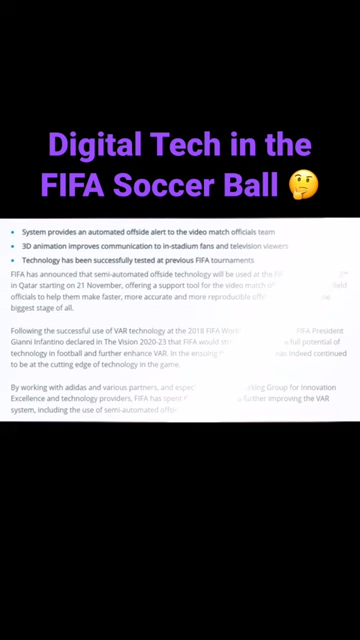 Digital Tech in the
FIFA Soccer Ball 🤔
• System provides an automated offside alert to the video match officials team
• 3D animation improves communication to in-stadium fans and television viewers
• Technology has been successfully tested at previous FIFA tournaments
FIFA has announced that semi-automated offside technology will be used at the
in Qatar starting on 21 November, offering a support tool for the video match
officials to help them make faster, more accurate and more reproducible
biggest stage of all.
Following the successful use of VAR technology at the 2018 FIFA FIFA President
Gianni Infantino declared in The Vision 2020-23 that FIFA would full potential of
technology in football and further enhance VAR. In the ensuing indeed continued
to be at the cutting edge of technology in the game.
By working with adidas and various partners, and Group for Innovation
Excellence and technology providers, FIFA has spent further improving the VAR
system, including the use of semi-automated